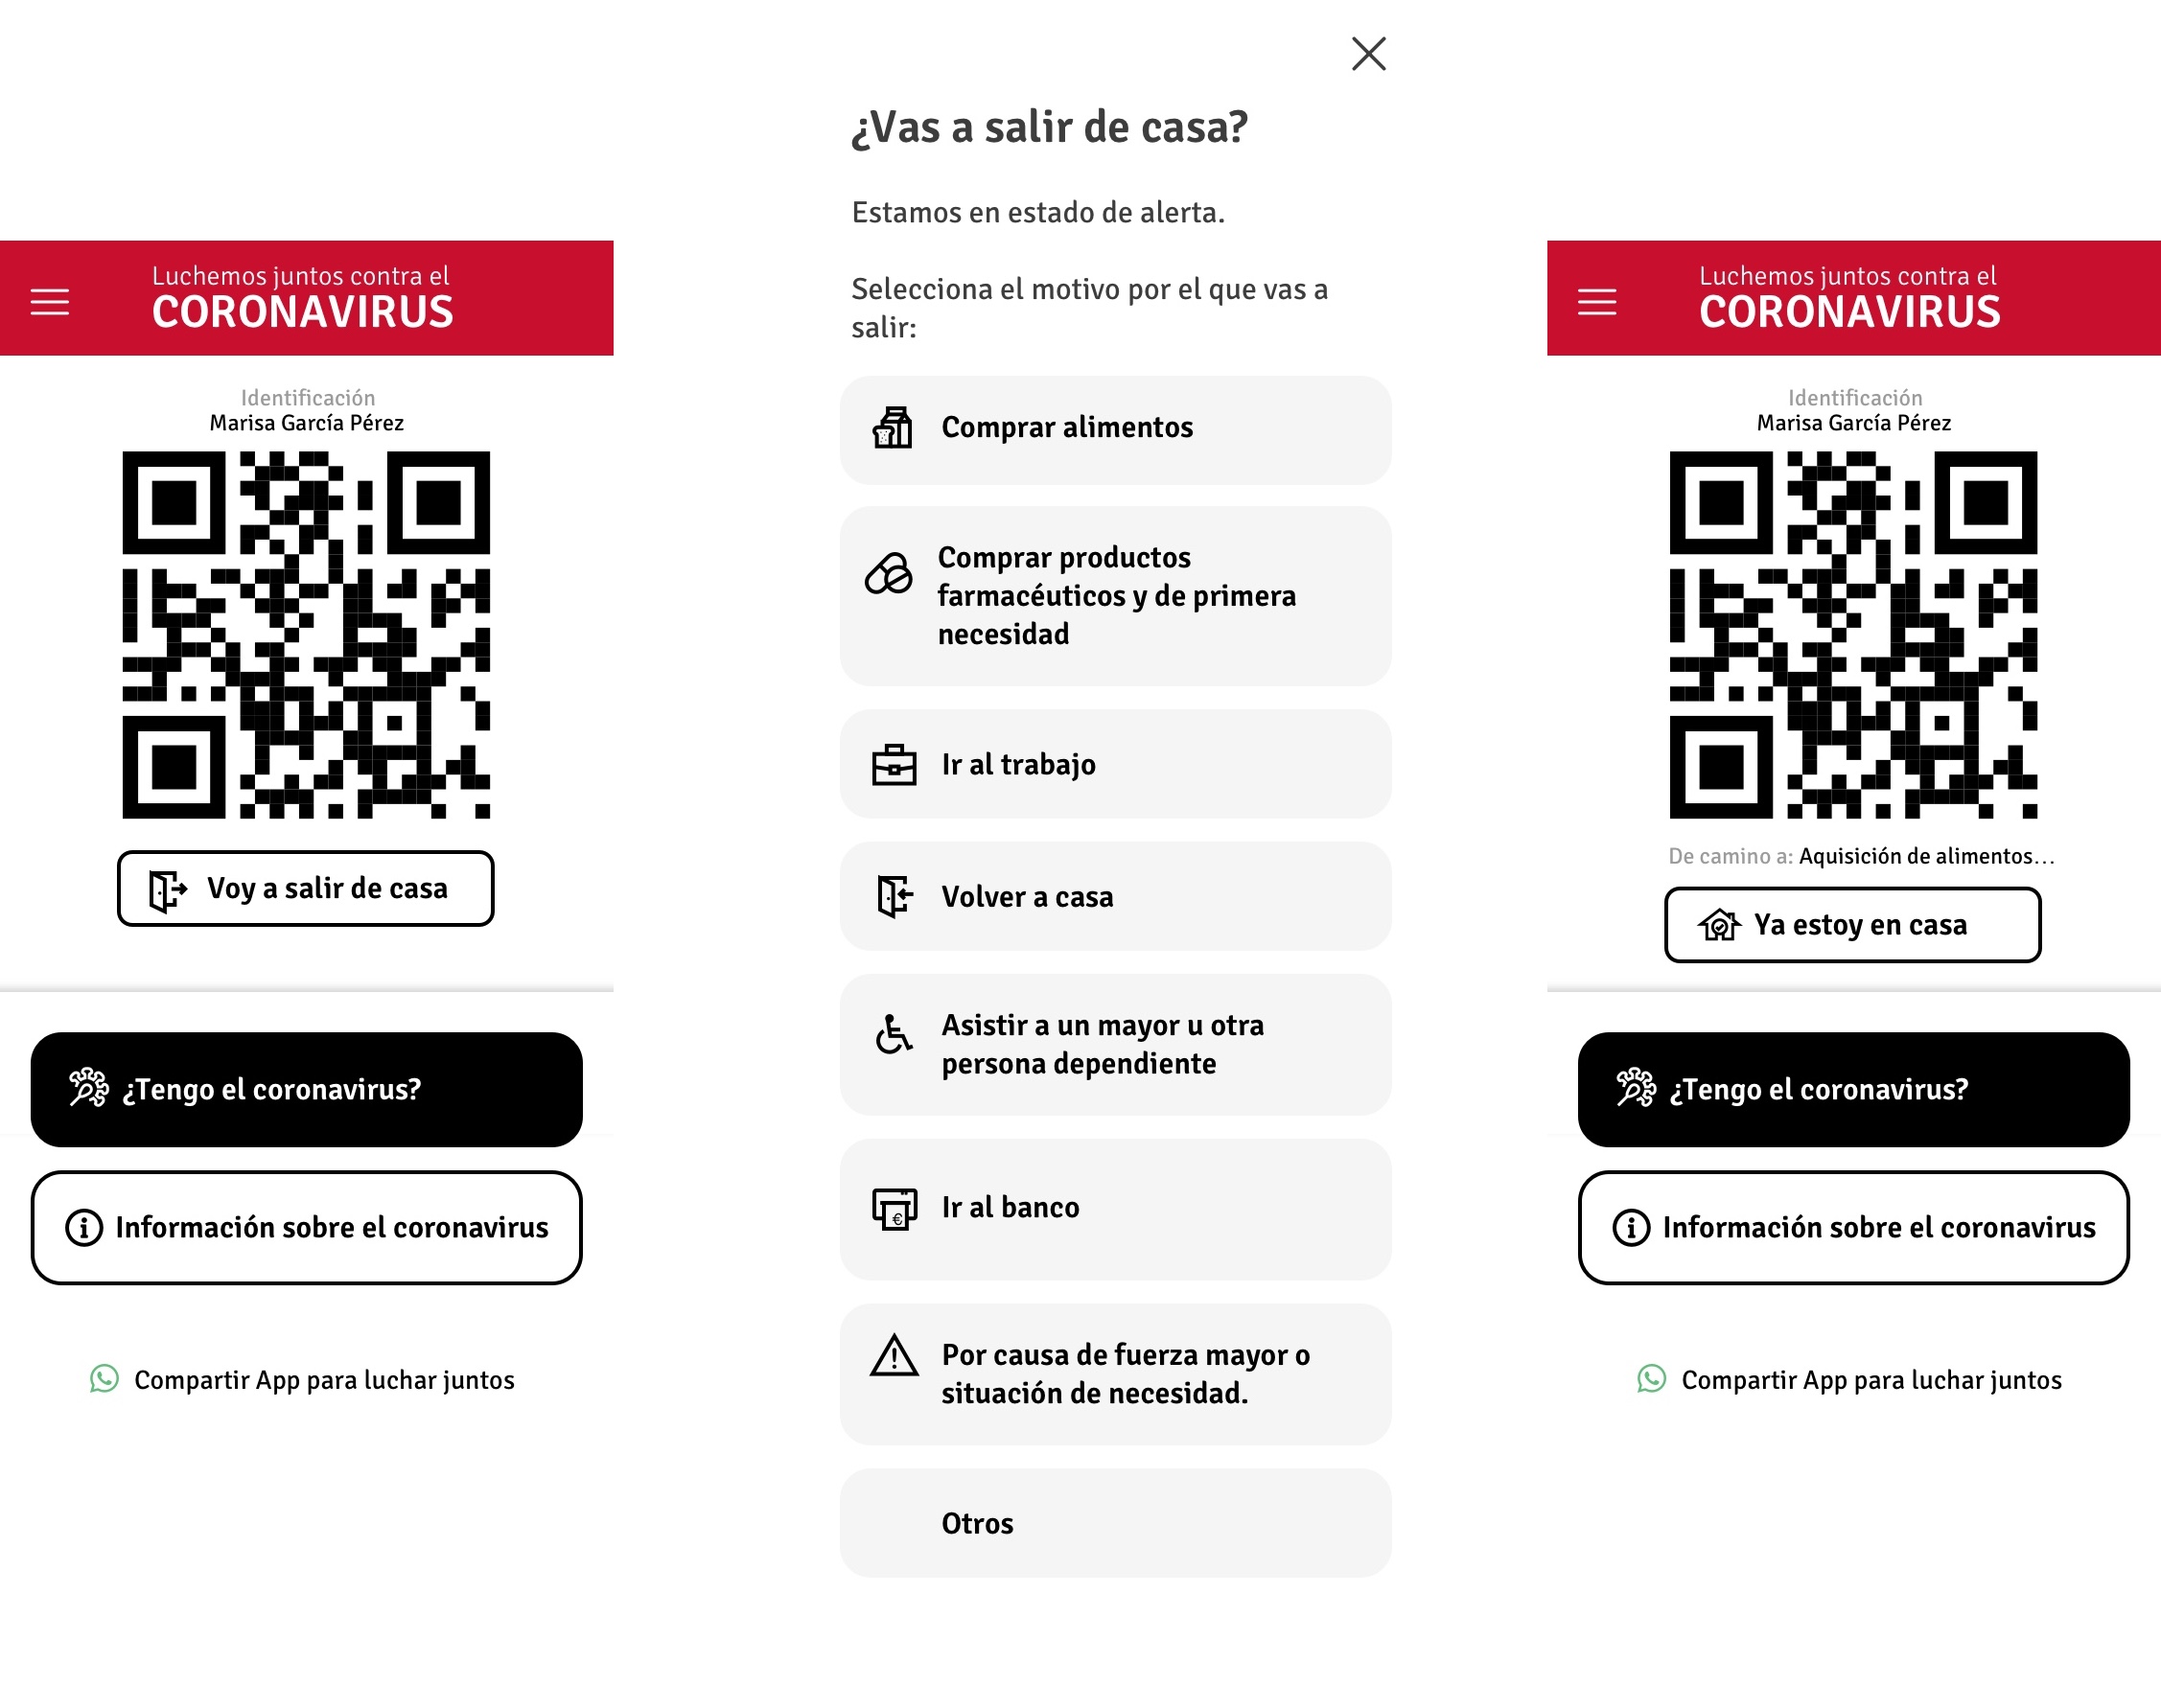 Luchemos juntos contra el
CORONAVIRUS
Identificación
Marisa García Pérez
Voy a salir de casa
¿Tengo el coronavirus?
Información sobre el coronavirus
Compartir App para luchar juntos
¿Vas a salir de casa?
Estamos en estado de alerta.
Selecciona el motivo por el que vas a
salir:
Comprar alimentos
Comprar productos
farmacéuticos y de primera
necesidad
Ir al trabajo
Volver a casa
Asistir a un mayor u otra
persona dependiente
€
Ir al banco
Por causa de fuerza mayor o
situación de necesidad.
Otros
Luchemos juntos contra el
CORONAVIRUS
Identificación
Marisa García Pérez
De camino a: Aquisición de alimentos...
Ya estoy en casa
¿Tengo el coronavirus?
Información sobre el coronavirus
Compartir App para luchar juntos